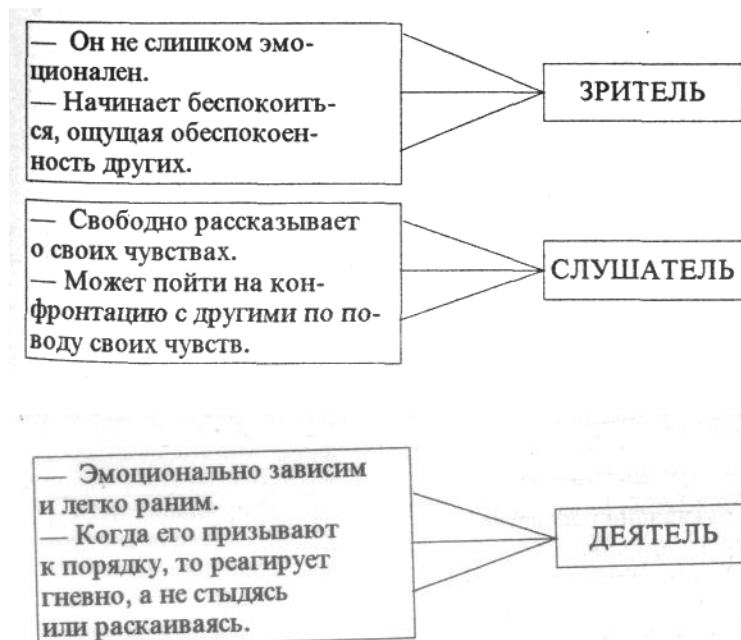 — Он не слишком эмо-
ционален.
— Начинает беспокоить-
ся, ощущая обеспокоен-
ность других.
ЗРИТЕЛЬ
— Свободно рассказывает
о своих чувствах.
— Может пойти на кон-
фронтацию с другими по по-
воду своих чувств.
СЛУШАТЕЛЬ
— Эмоционально зависим
и легко раним.
— Когда его призывают
к порядку, то реагирует
гневно, а не стыдясь
или раскаиваясь.
ДЕЯТЕЛЬ